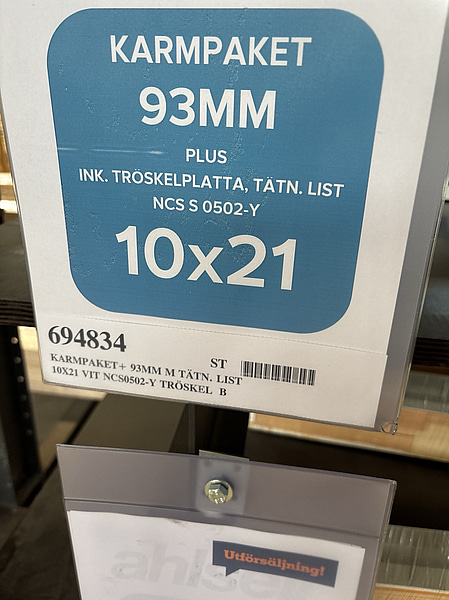 KARMPAKET
93MM
PLUS
INK. TRÖSKELPLATTA, TÄTN. LIST
NCS S 0502-Y
10x21
694834
ST
KARMPAKET+ 93MM M TÄTN. LIST
10X21 VIT NCS0502-Y TRÖSKEL B
Utförsäljning!